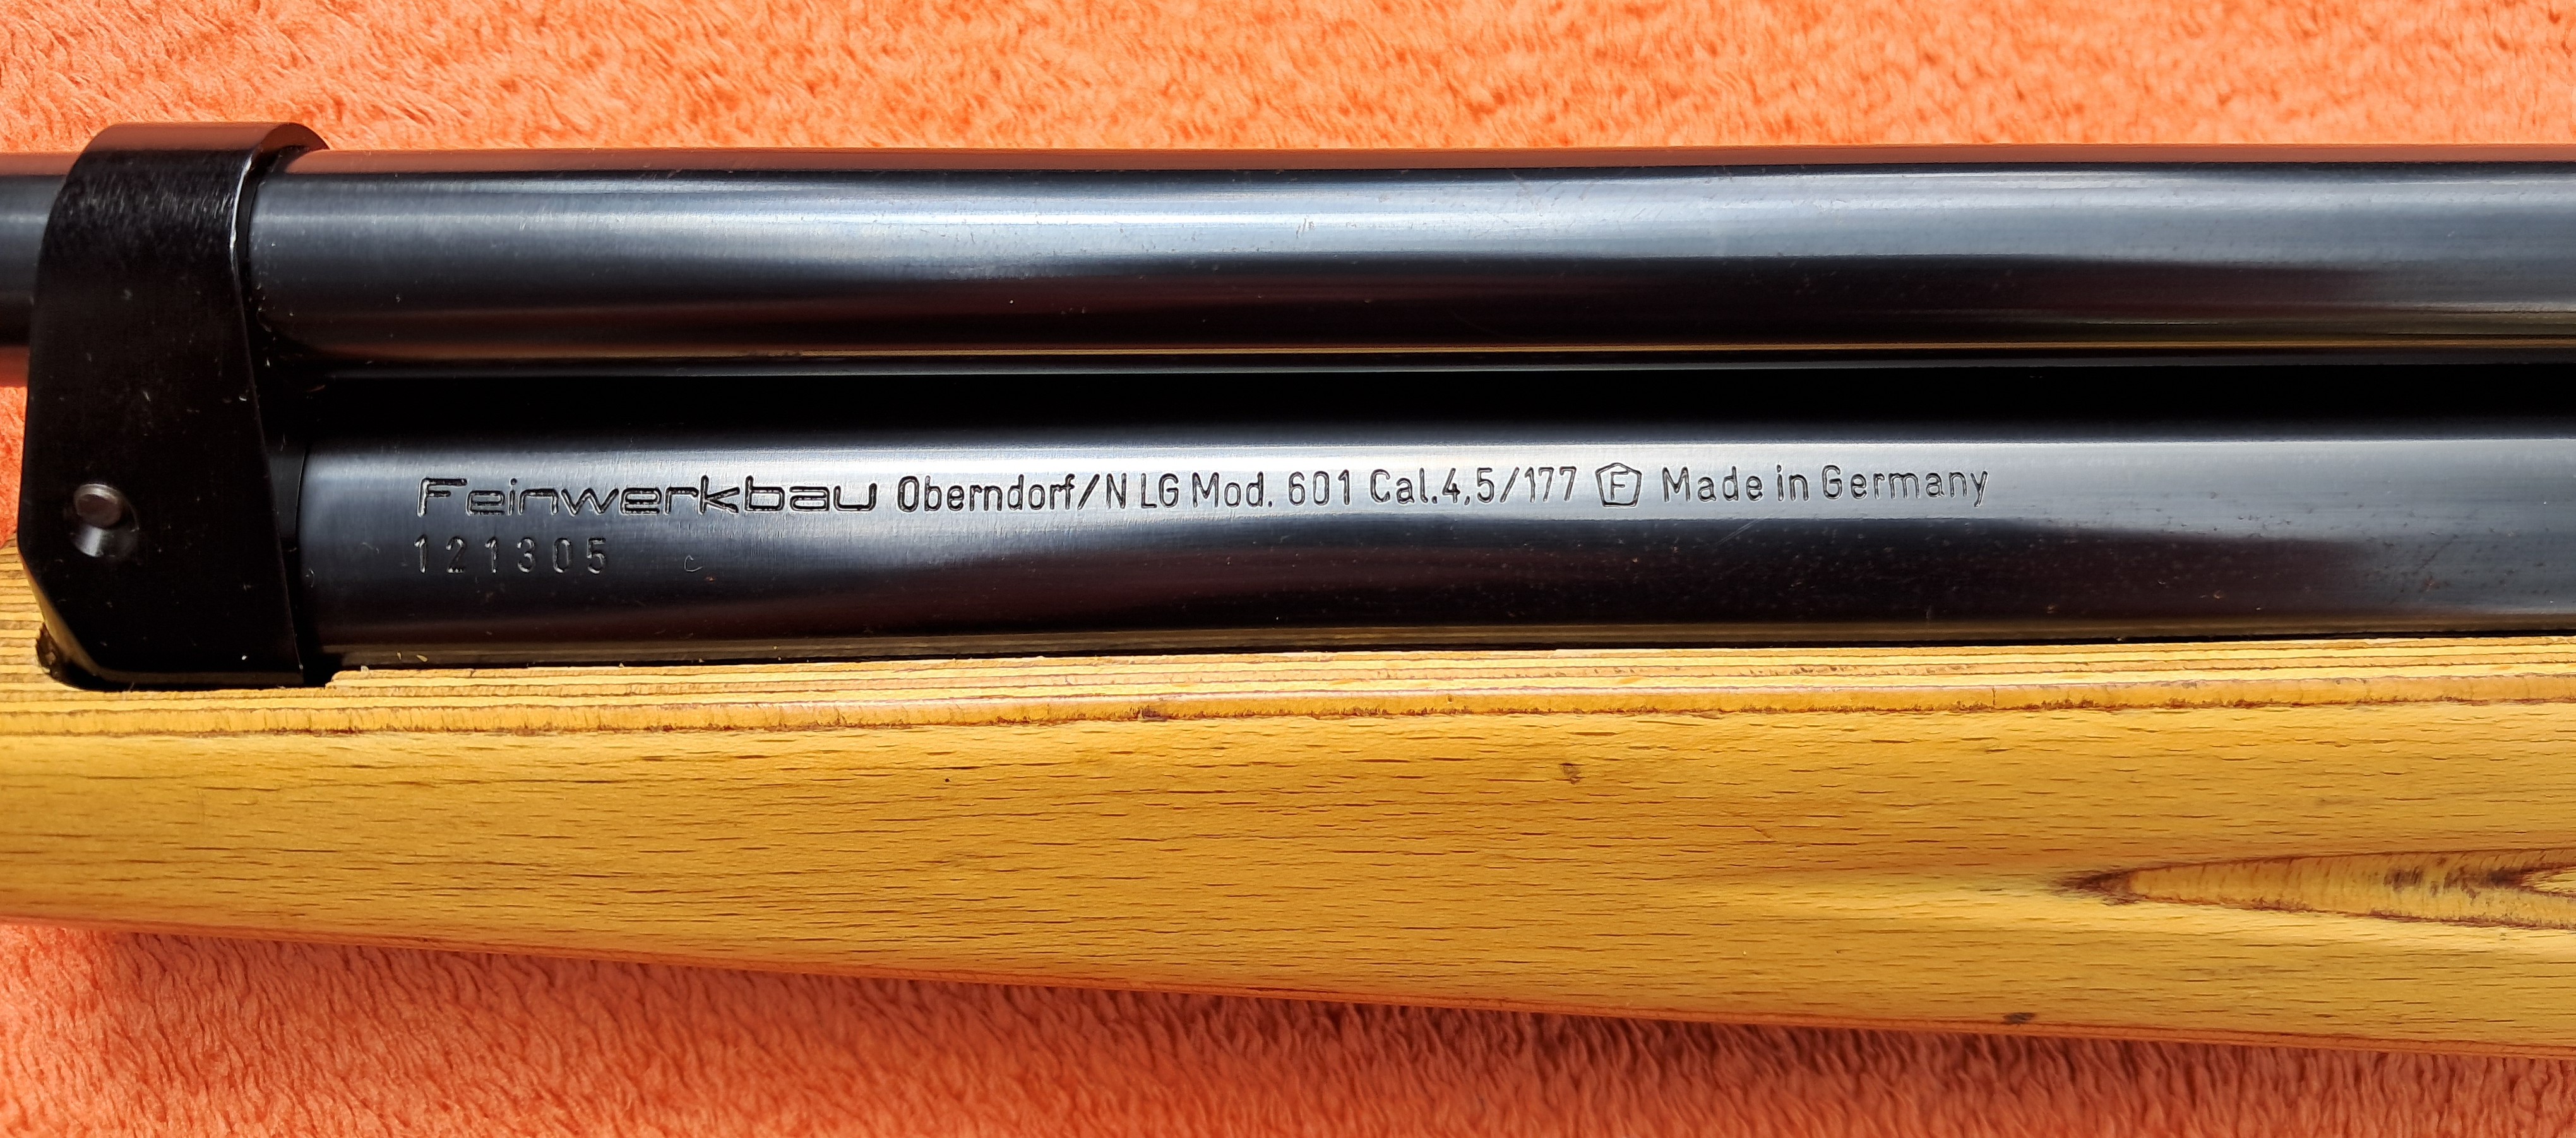 Feinwerkbau Oberndorf/N LG Mod. 601 Cal.4,5/177 F Made in Germany
121305